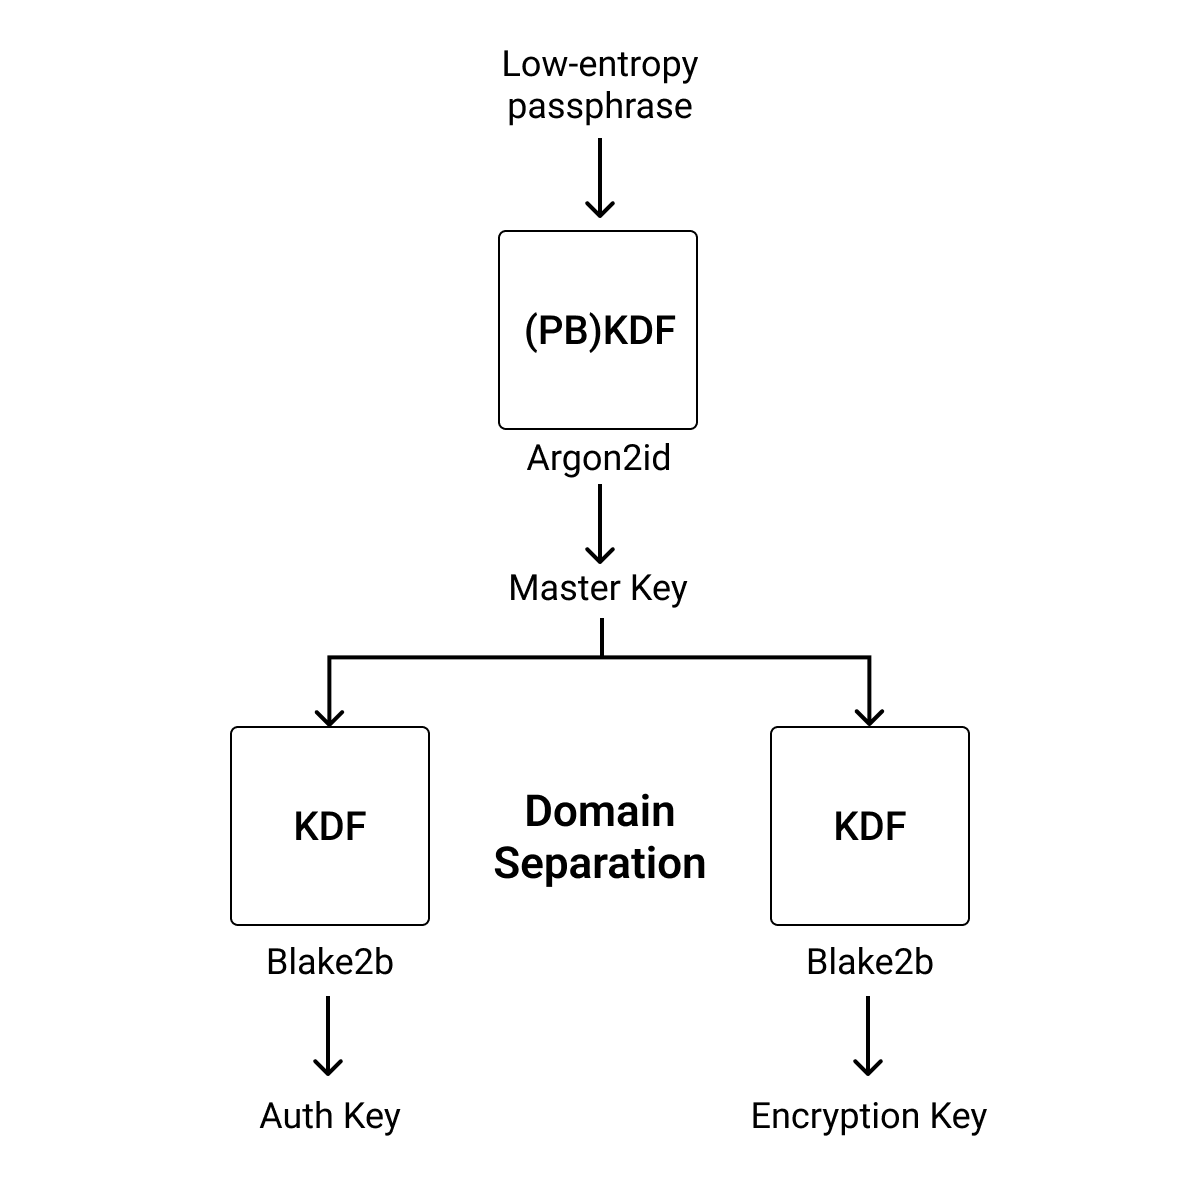 Low-entropy
passphrase
(PB)KDF
Argon2id
Master Key
KDF
Domain
Separation
KDF
Blake2b
Blake2b
Auth Key
Encryption Key